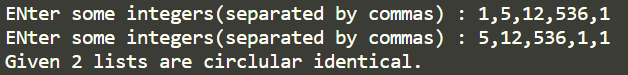 ENter some integers(separated by commas) : 1,5,12,536,1
ENter some integers(separated by commas) : 5,12,536,1,1
Given 2 lists are circlular identical.